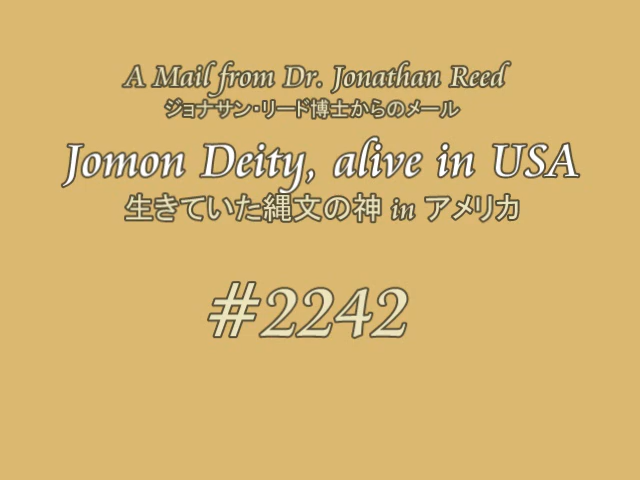 A Mail from Dr. Jonathan Reed
ジョナサン・リード博士からのメール
Jomon Deity, alive in USA
生きていた縄文の神 in アメリカ
#2242